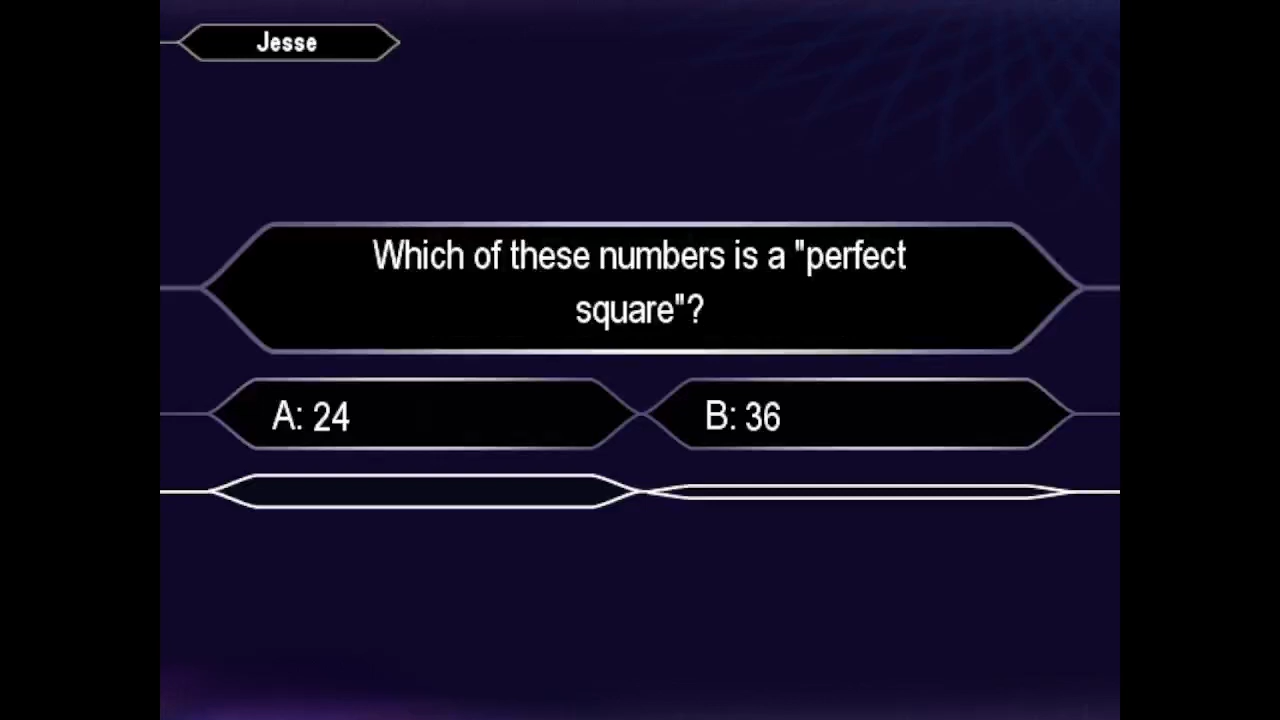 Jesse
Which of these numbers is a "perfect
square"?
A: 24
B: 36